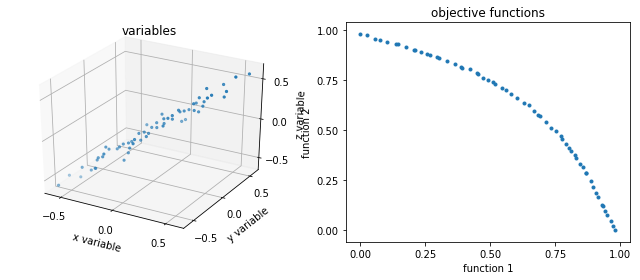 variables
0.5
0.0
−0.5
z variable
−0.5
0.0
0.5
x variable
−0.5
0.0
0.5
y variable
objective functions
1.00
0.75
0.50
0.25
0.00
function 2
0.00
0.25
0.50
0.75
1.00
function 1